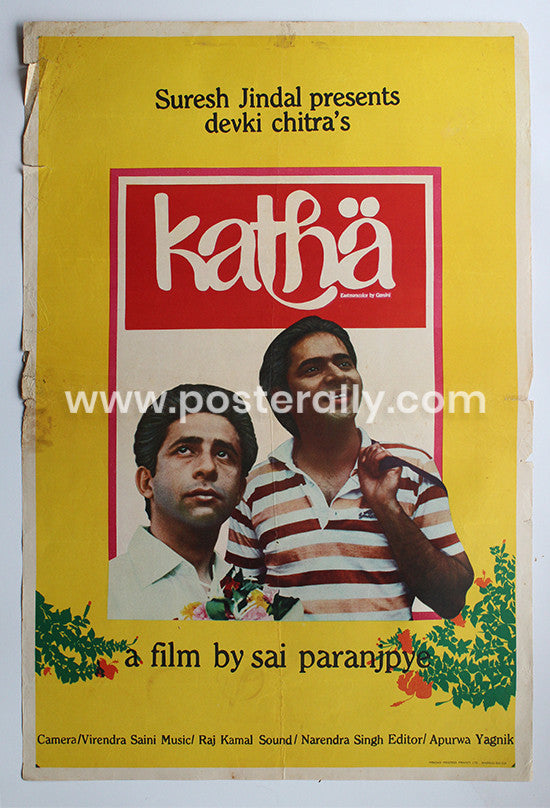 Suresh Jindal presents
devki chitra's
kathä
Eastmancolor by Gemini
www.posterally.com
a film by sai paranjpye
Camera/Virendra Saini Music/ Raj Kamal Sound/ Narendra Singh Editor/ Apurwa Yagnik